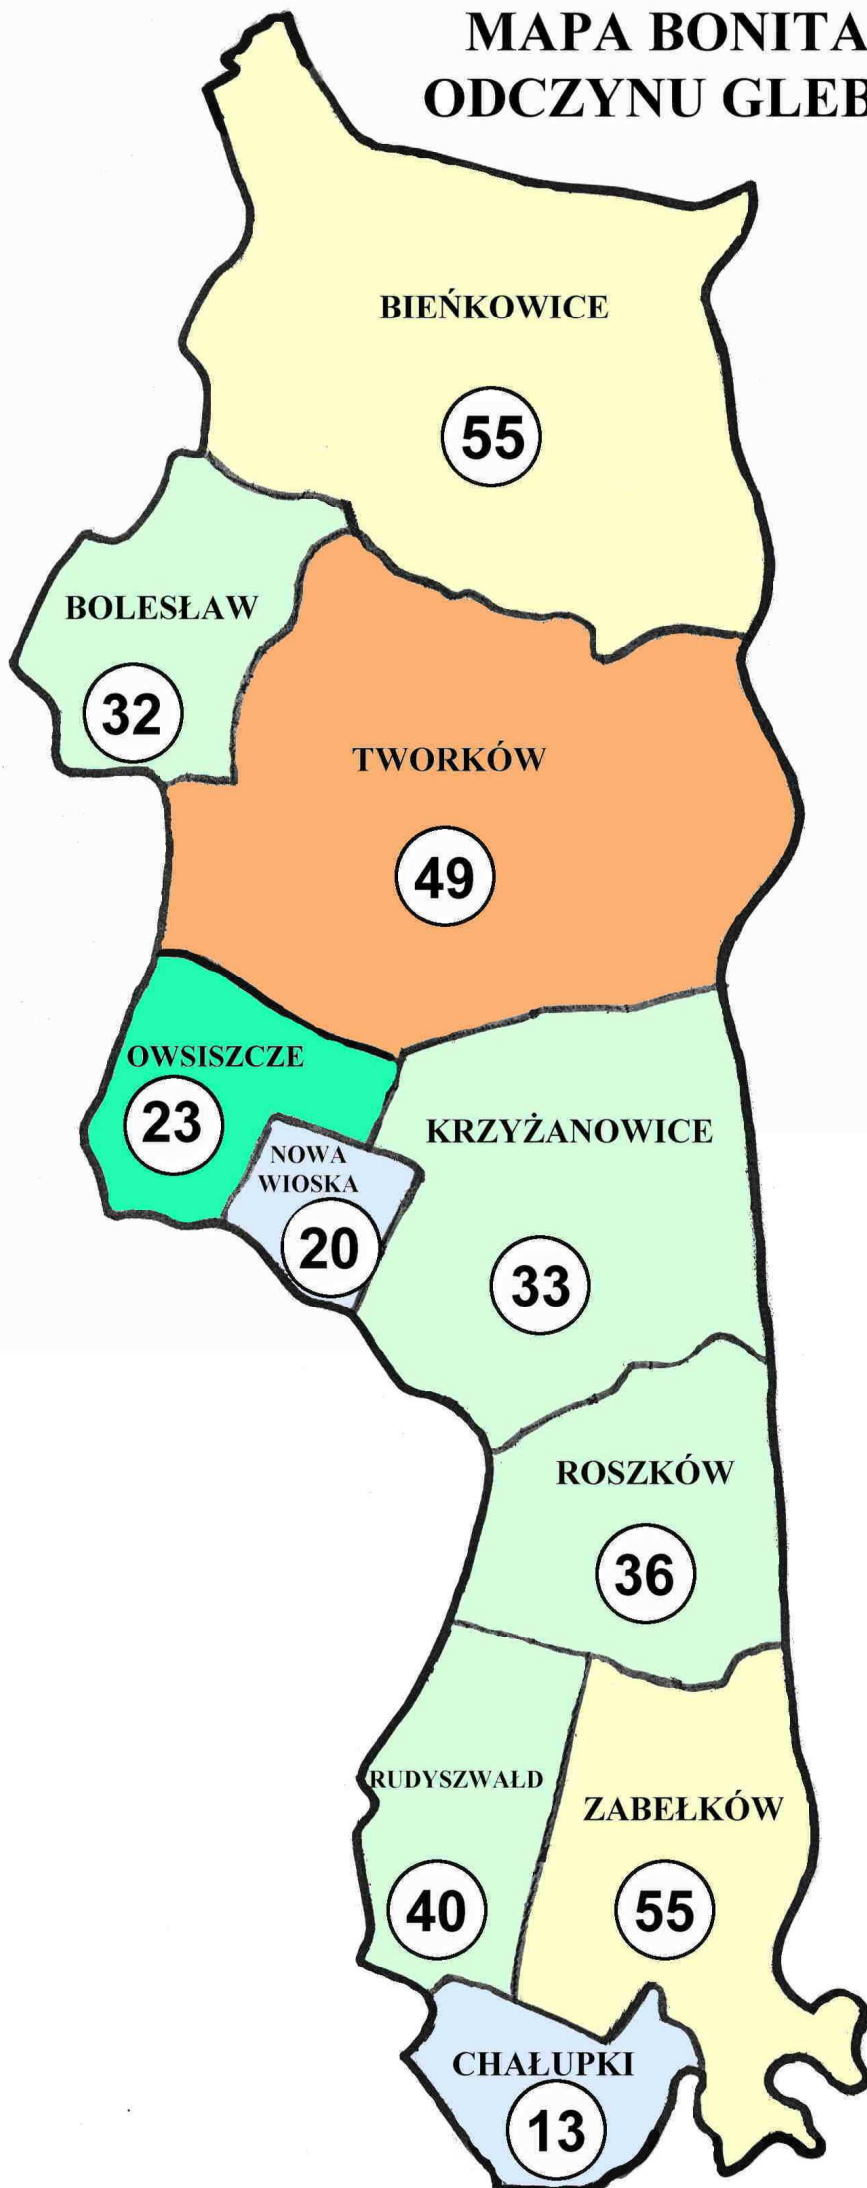 MAPA BONITA
ODCZYNU GLEB
BIEŃKOWICE
55
BOLESŁAW
32
TWORKÓW
49
OWSISZCZE
23
NOWA
WIOSKA
20
KRZYŻANOWICE
33
ROSZKÓW
36
RUDYSZWAŁD
40
ZABEŁKÓW
55
CHAŁUPKI
13